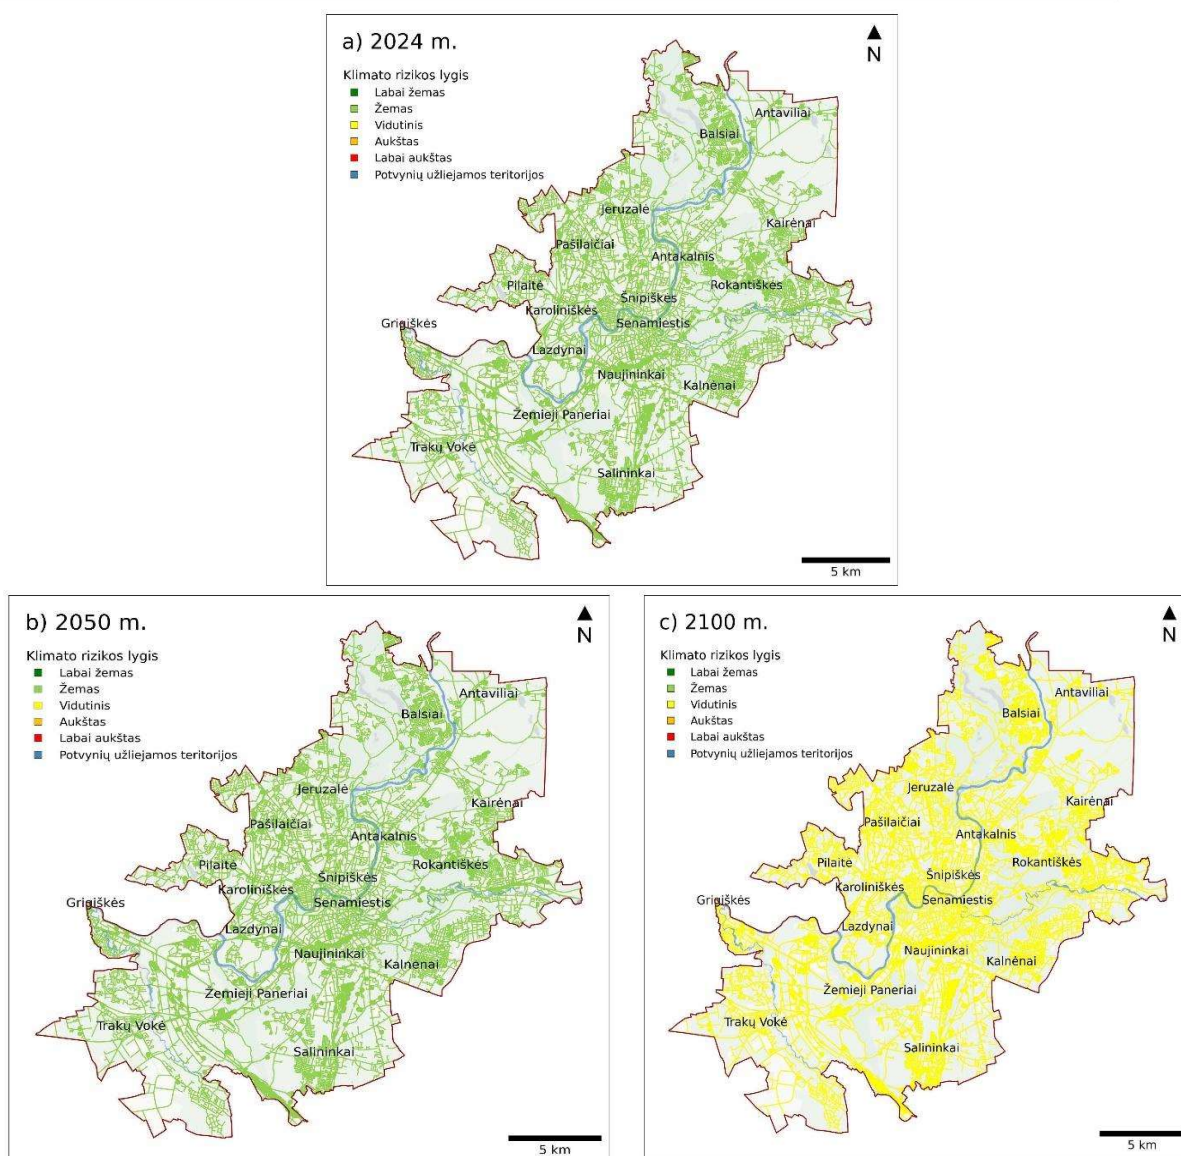 a) 2024 m.
N
Klimato rizikos lygis
Labai žemas
Žemas
Vidutinis
Aukštas
Labai aukštas
Potvynių užliejamos teritorijos
Antaviliai
Balsiai
Jeruzalė
Kairėnai
Pašilaičiai
Antakalnis
Pilaitė
Rokantiškės
Šnipiškės
Karoliniškės
Senamiestis
Grigiškės
Lazdynai
Naujininkai
Kalnėnai
Žemieji Paneriai
Trakų Vokė
Salininkai
5 km
b) 2050 m.
N
Klimato rizikos lygis
Labai žemas
Žemas
Vidutinis
Aukštas
Labai aukštas
Potvynių užliejamos teritorijos
Antaviliai
Balsiai
Jeruzalė
Kairėnai
Pašilaičiai
Antakalnis
Pilaitė
Rokantiškės
Šnipiškės
Karoliniškės
Senamiestis
Grigiškės
Lazdynai
Naujininkai
Kalnėnai
Žemieji Paneriai
Trakų Vokė
Salininkai
5 km
c) 2100 m.
N
Klimato rizikos lygis
Labai žemas
Žemas
Vidutinis
Aukštas
Labai aukštas
Potvynių užliejamos teritorijos
Antaviliai
Balsiai
Jeruzalė
Kairėnai
Pašilaičiai
Antakalnis
Pilaitė
Rokantiškės
Šnipiškės
Karoliniškės
Senamiestis
Grigiškės
Lazdynai
Naujininkai
Kalnėnai
Žemieji Paneriai
Trakų Vokė
Salininkai
5 km